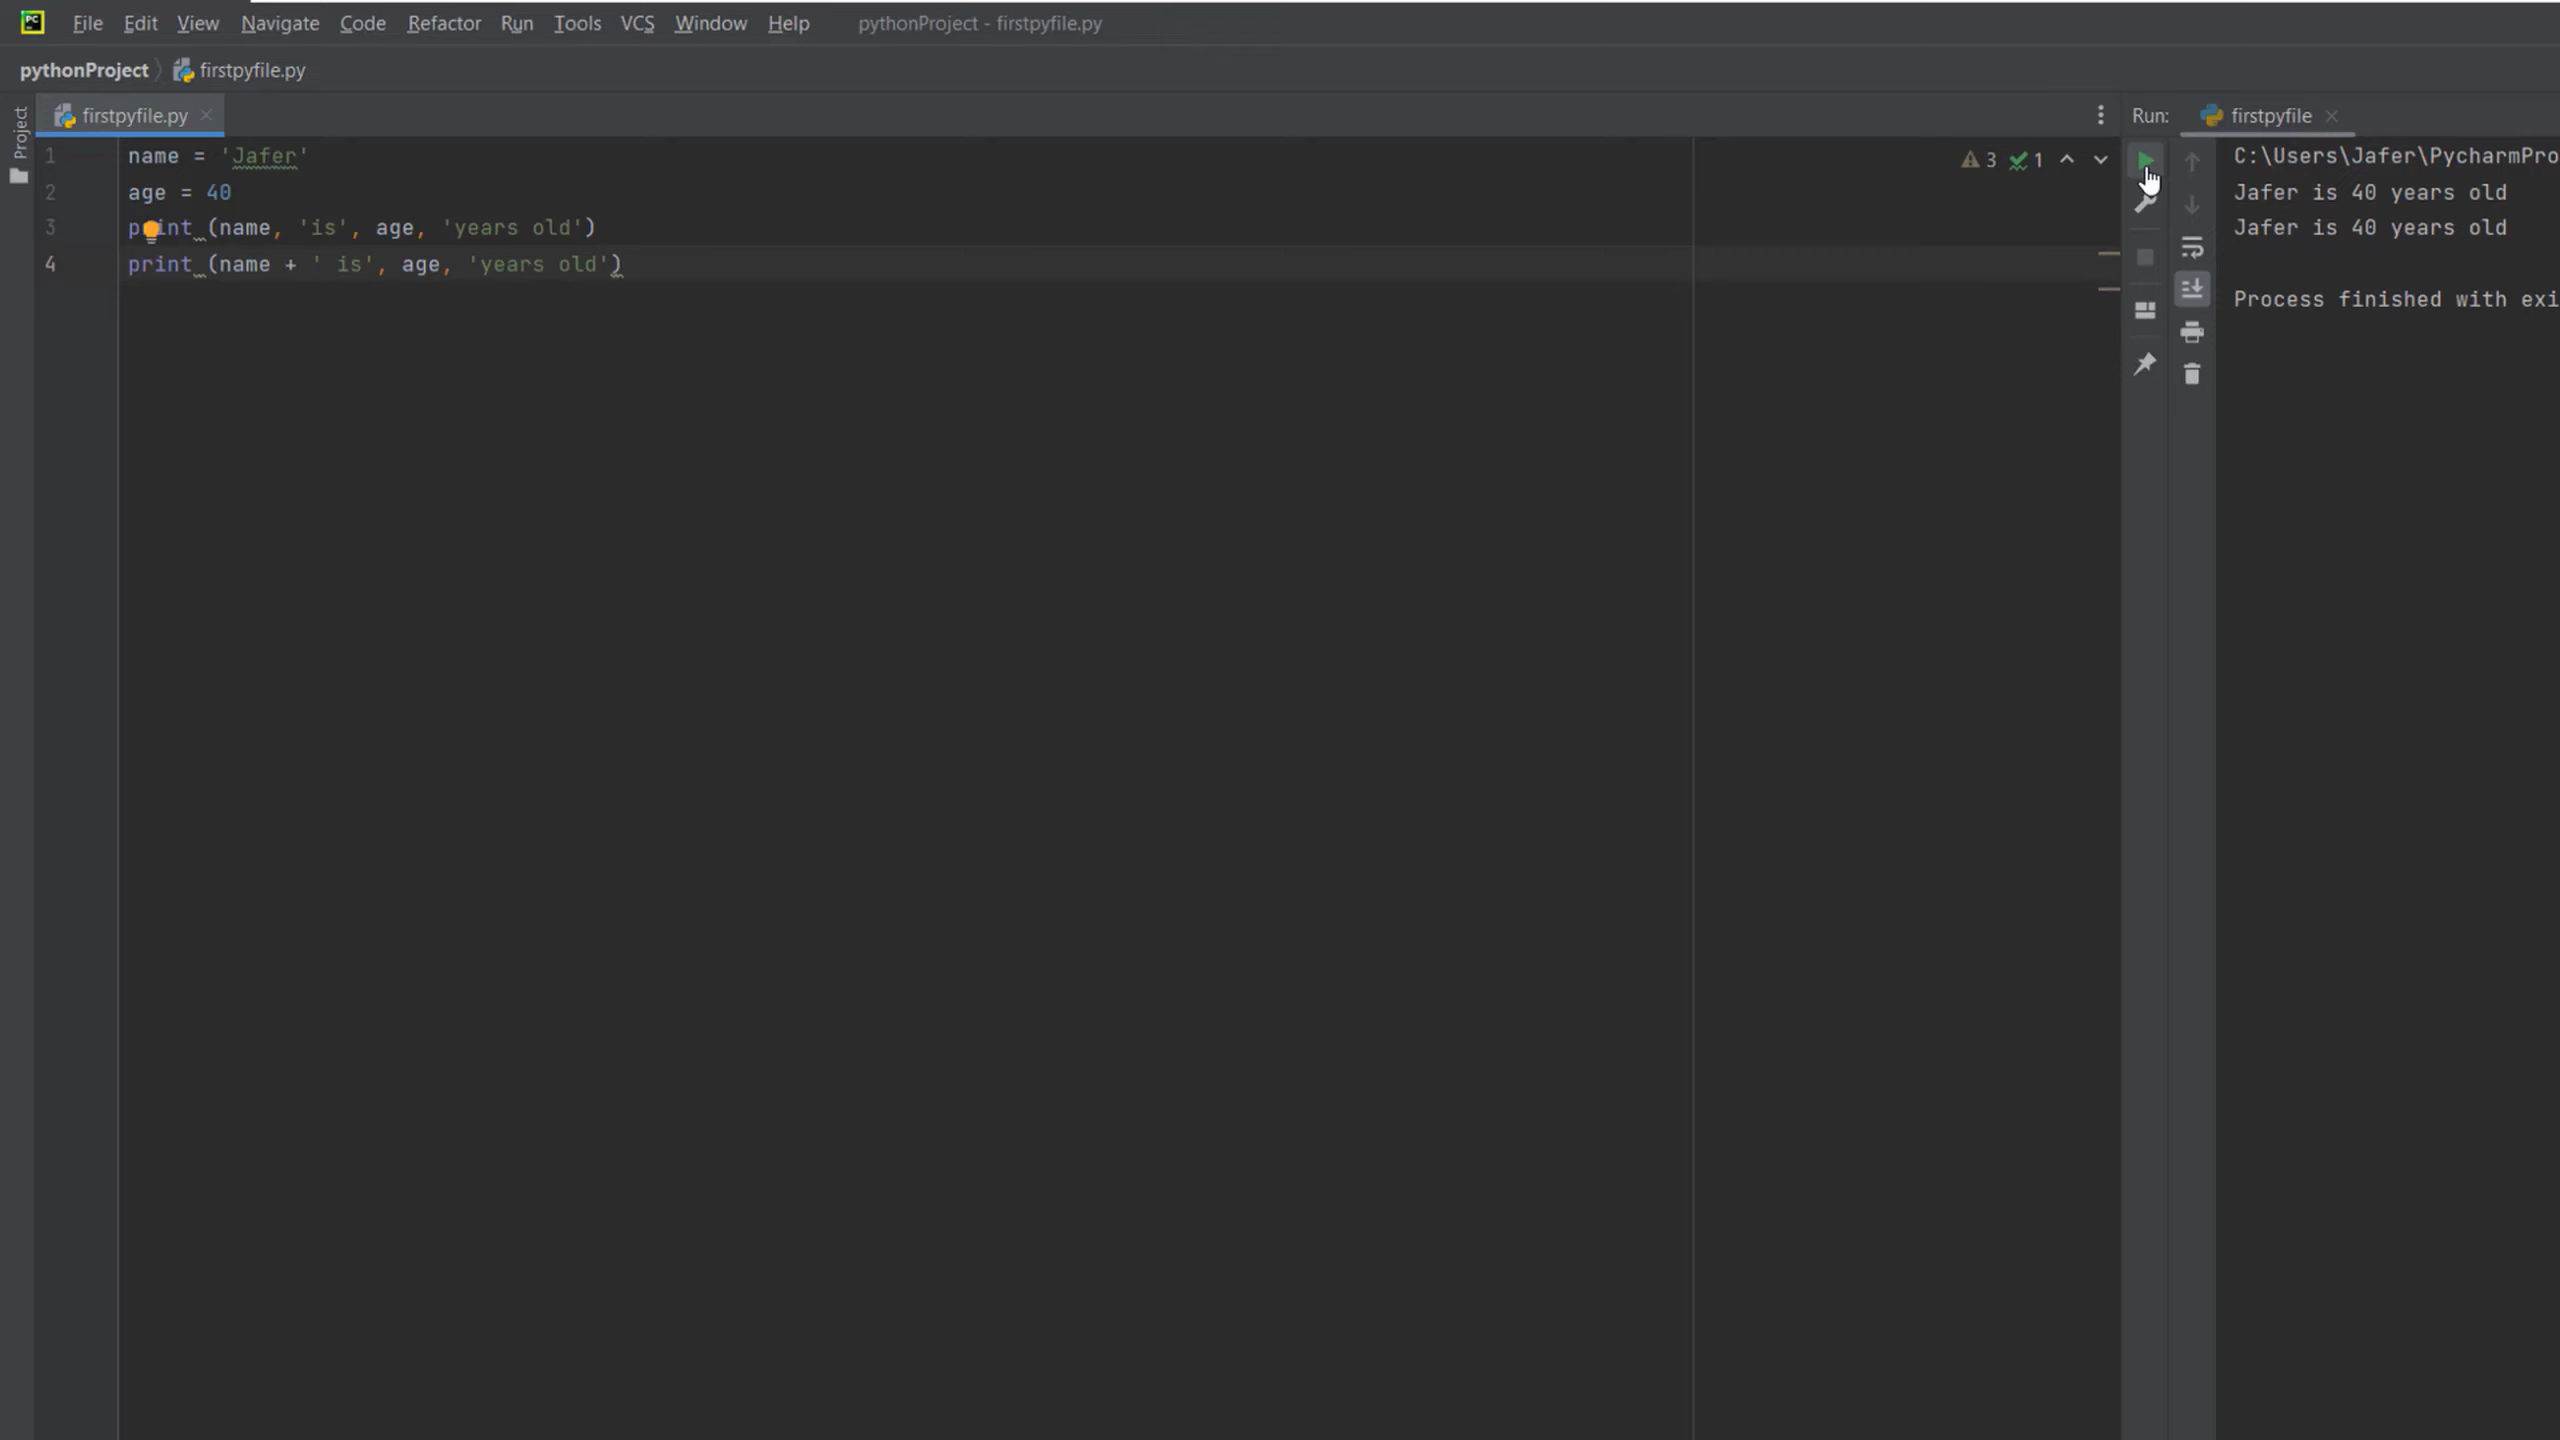 PC File Edit View Navigate Code Refactor Run Tools VCS Window Help pythonProject - firstpyfile.py
pythonProject firstpyfile.py
Project
firstpyfile.py
1 name = 'Jafer'
2 age = 40
3 print (name, 'is', age, 'years old')
4 print (name + ' is', age, 'years old')
3 1
Run: firstpyfile
C:\Users\Jafer\PycharmPro
Jafer is 40 years old
Jafer is 40 years old
Process finished with exi